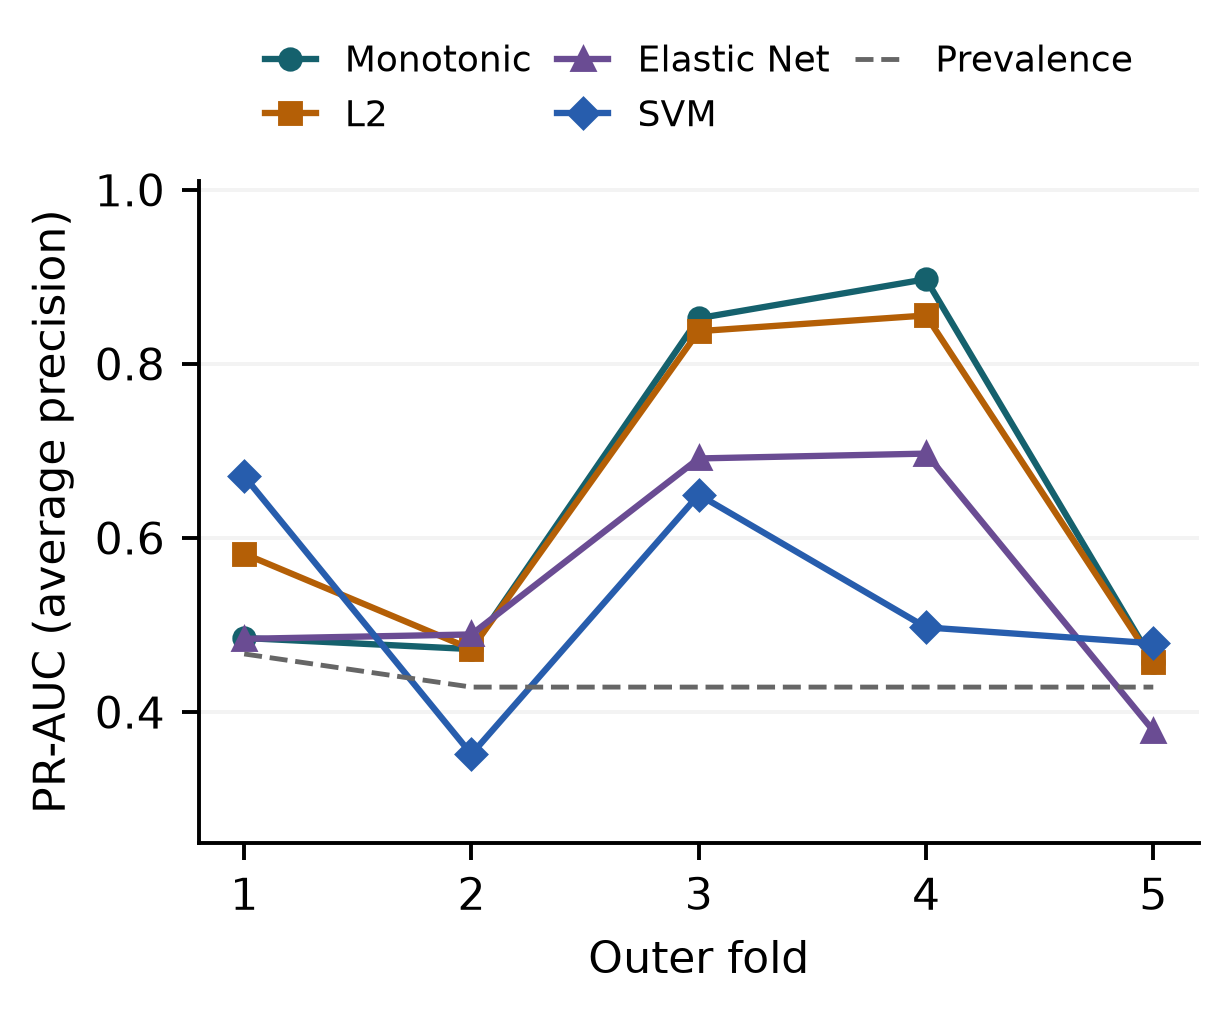 Monotonic Elastic Net Prevalence
L2 SVM
1.0
0.8
0.6
0.4
PR-AUC (average precision)
1 2 3 4 5
Outer fold